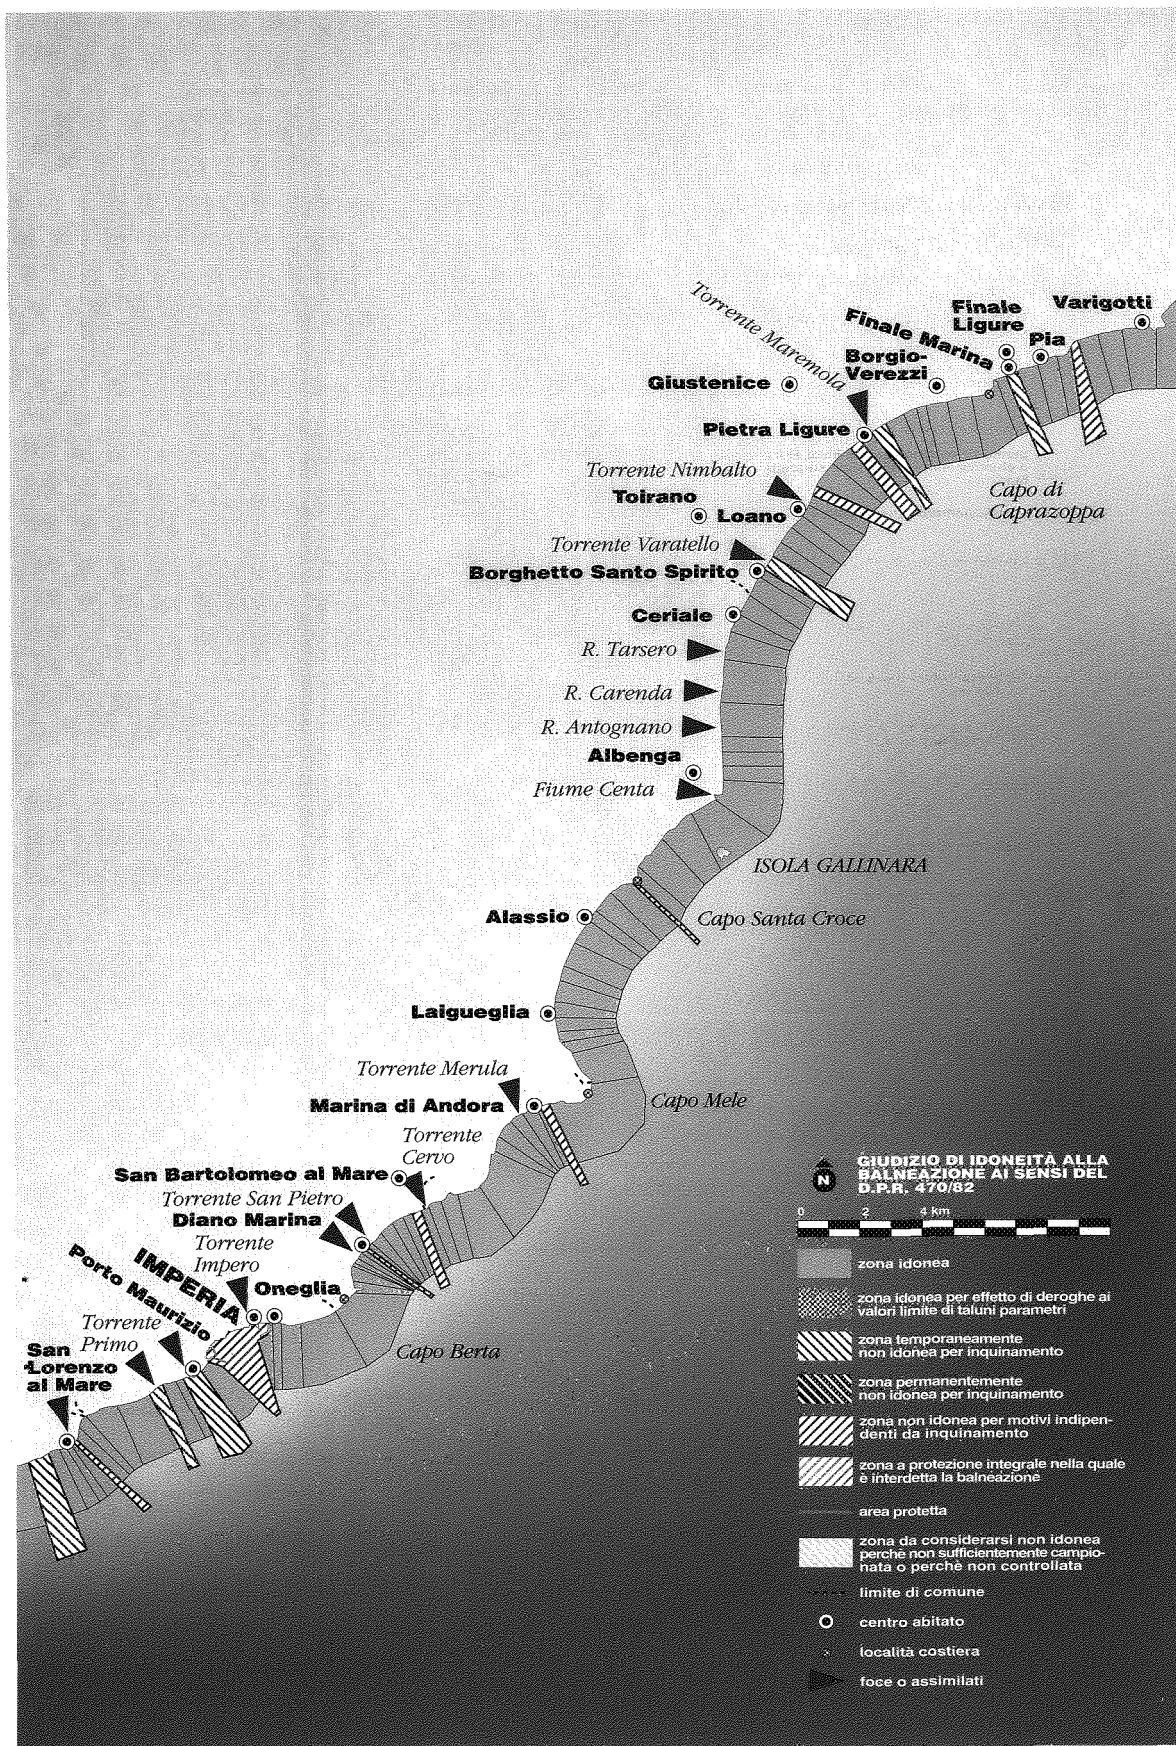 Varigotti
Finale
Ligure
Pia
Finale Marina
Borgio-
Verezzi
Torrente Maremola
Giustenice
Pietra Ligure
Capo di
Caprazoppa
Torrente Nimbalto
Toirano
Loano
Torrente Varatello
Borghetto Santo Spirito
Ceriale
R. Tarsero
R. Carenda
R. Antognano
Albenga
Fiume Centa
ISOLA GALLINARA
Capo Santa Croce
Alassio
Laigueglia
Torrente Merula
Capo Mele
Marina di Andora
Torrente
Cervo
San Bartolomeo al Mare
Torrente San Pietro
Diano Marina
Torrente
Impero
Oneglia
IMPERIA
Porto Maurizio
Capo Berta
Torrente
Primo
San
Lorenzo
al Mare
N
GIUDIZIO DI IDONEITÀ ALLA
BALNEAZIONE AI SENSI DEL
D.P.R. 470/82
0 2 4 km
zona idonea
zona idonea per effetto di deroghe ai
valori limite di taluni parametri
zona temporaneamente
non idonea per inquinamento
zona permanentemente
non idonea per inquinamento
zona non idonea per motivi indipen-
denti da inquinamento
zona a protezione integrale nella quale
è interdetta la balneazione
area protetta
zona da considerarsi non idonea
perchè non sufficientemente campio-
nata o perchè non controllata
limite di comune
centro abitato
località costiera
foce o assimilati